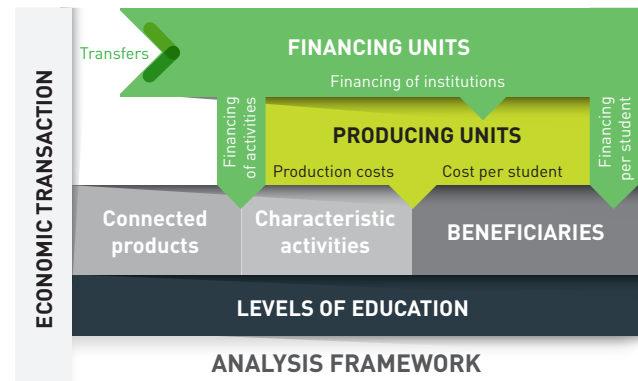 ECONOMIC TRANSACTION
Transfers
FINANCING UNITS
Financing of institutions
Financing
of activities
PRODUCING UNITS
Production costs
Cost per student
Financing
per student
Connected
products
Characteristic
activities
BENEFICIARIES
LEVELS OF EDUCATION
ANALYSIS FRAMEWORK